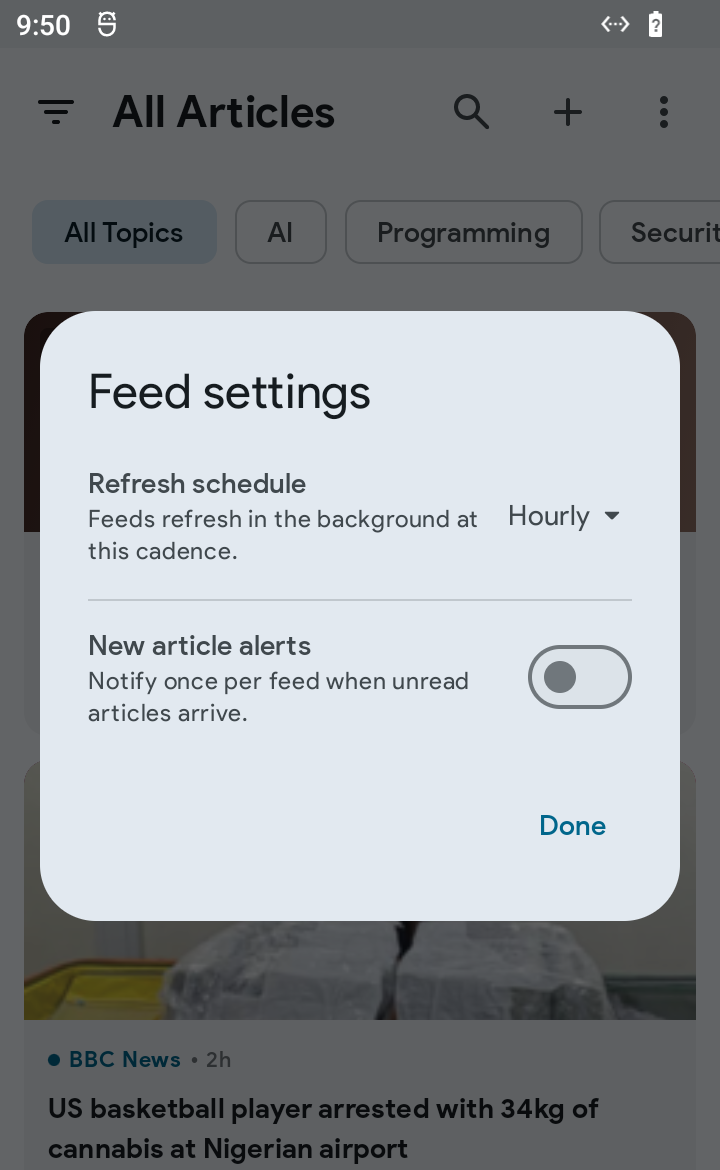 9:50
All Articles
All Topics
AI
Programming
Securit
Feed settings
Refresh schedule
Feeds refresh in the background at
this cadence.
Hourly
New article alerts
Notify once per feed when unread
articles arrive.
Done
BBC News • 2h
US basketball player arrested with 34kg of
cannabis at Nigerian airport